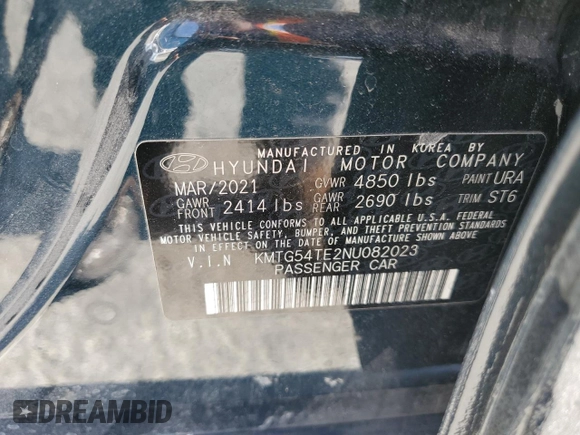 MANUFACTURED IN KOREA BY
HYUNDAI MOTOR COMPANY
MAR/2021 GVWR 4850 lbs PAINT URA
GAWR FRONT 2414 lbs GAWR REAR 2690 lbs TRIM ST6
THIS VEHICLE CONFORMS TO ALL APPLICABLE U.S.A. FEDERAL
MOTOR VEHICLE SAFETY, BUMPER, AND THEFT PREVENTION STANDARDS
IN EFFECT ON THE DATE OF MANUFACTURE SHOWN ABOVE.
V.I.N KMTG54TE2NU082023
PASSENGER CAR
DREAMBID